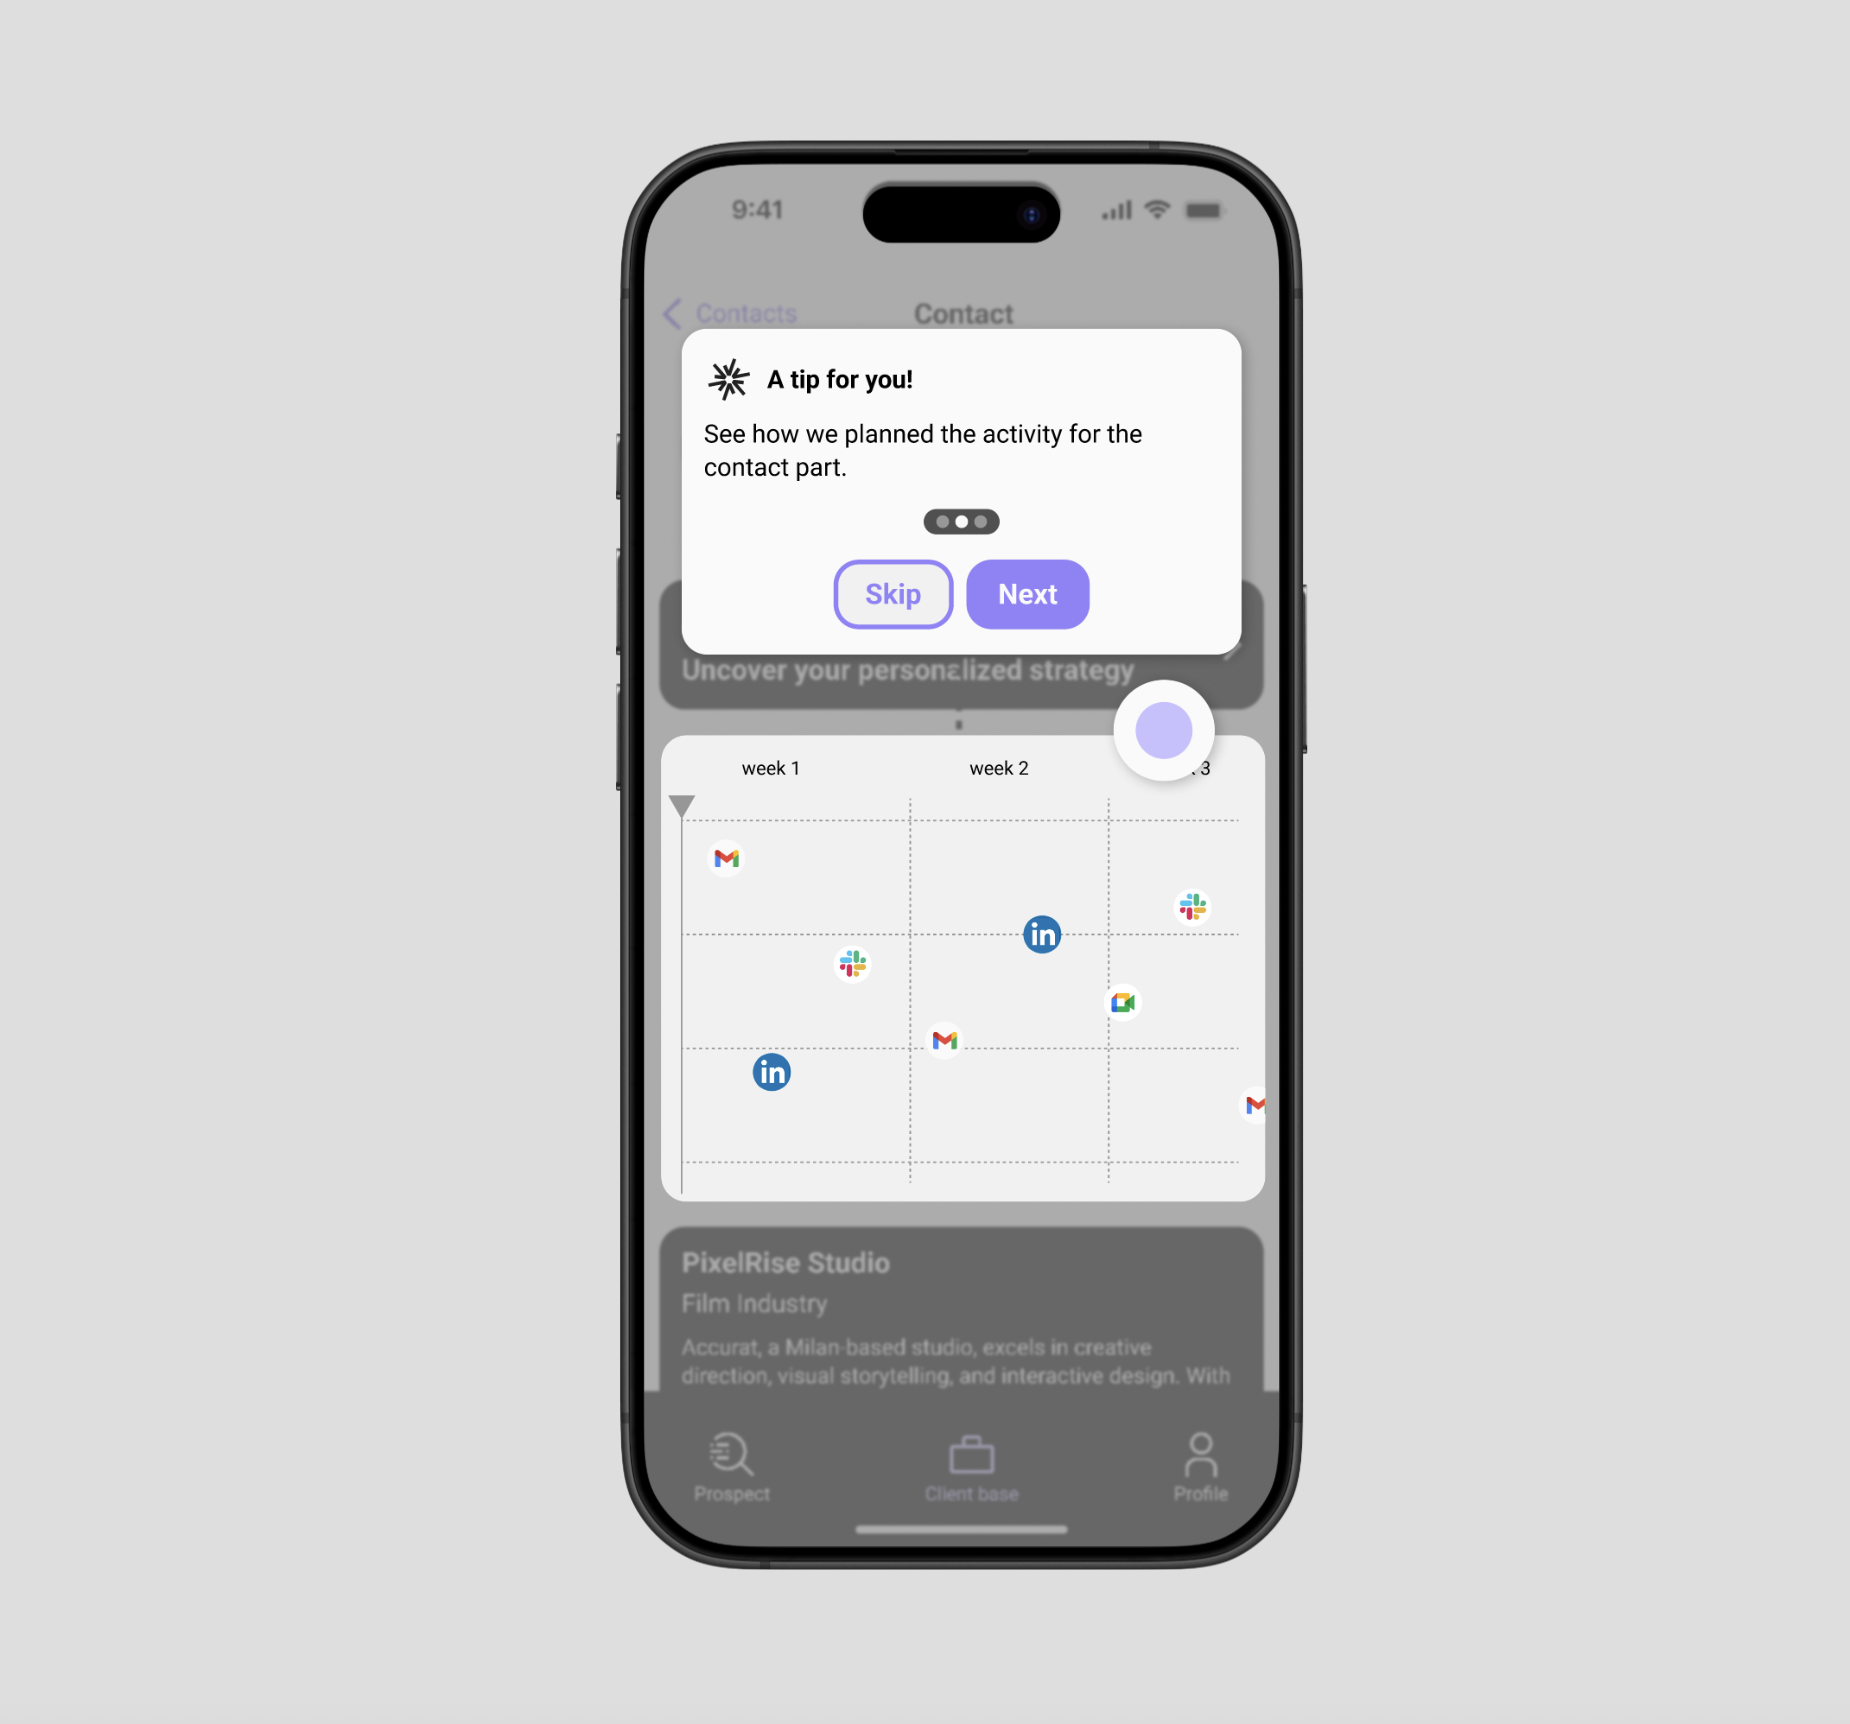 9:41
Contacts
Contact
A tip for you!
See how we planned the activity for the
contact part.
Skip
Next
Uncover your personalized strategy
week 1
week 2
3
in
in
PixelRise Studio
Film Industry
Accurat, a Milan-based studio, excels in creative
direction, visual storytelling, and interactive design. With
Prospect
Client base
Profile